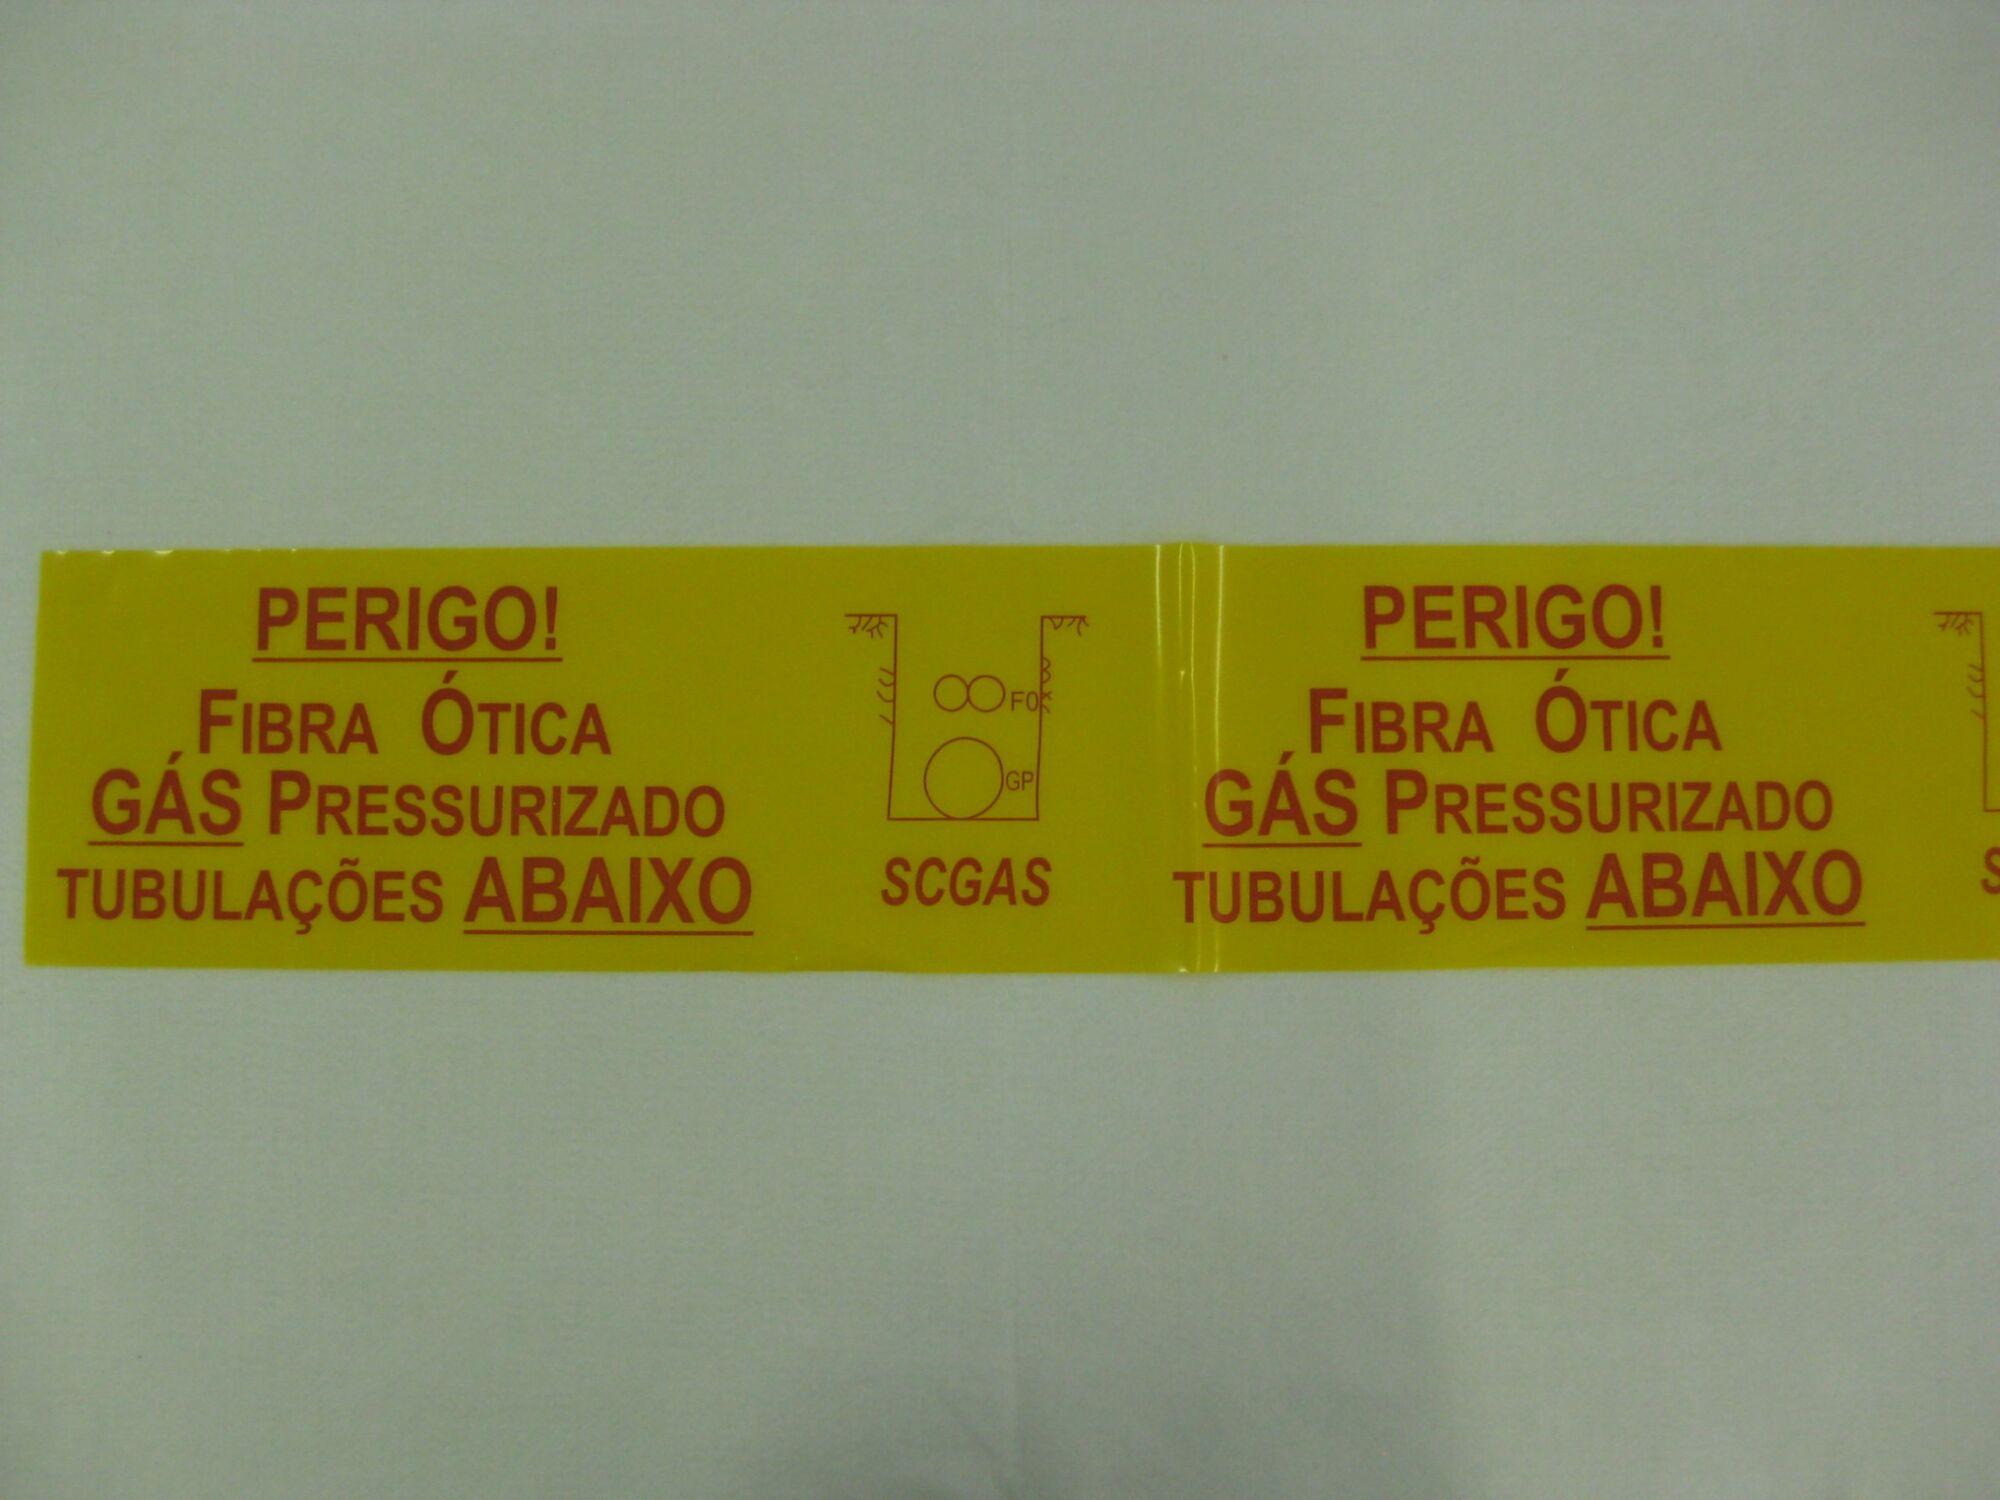 PERIGO!
FIBRA ÓTICA
GÁS PRESSURIZADO
TUBULAÇÕES ABAIXO
FO
GP
SCGAS
PERIGO!
FIBRA ÓTICA
GÁS PRESSURIZADO
TUBULAÇÕES ABAIXO
S